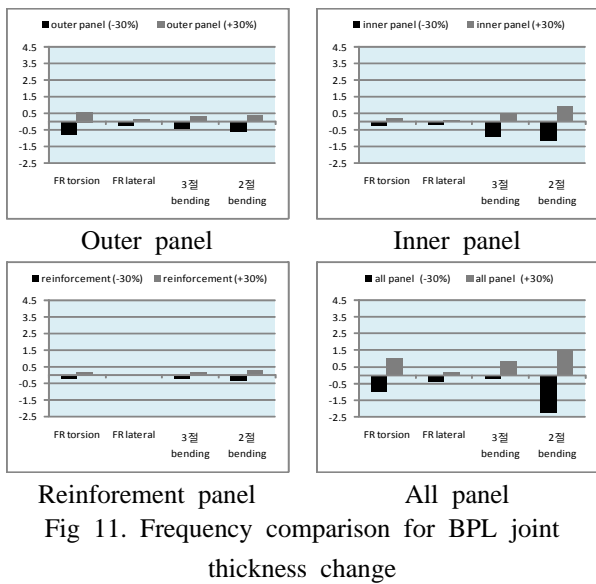 outer panel (-30%) outer panel (+30%)
4.5
3.5
2.5
1.5
0.5
-0.5
-1.5
-2.5
FR torsion FR lateral 3절 bending 2절 bending
Outer panel
inner panel (-30%) inner panel (+30%)
4.5
3.5
2.5
1.5
0.5
-0.5
-1.5
-2.5
FR torsion FR lateral 3절 bending 2절 bending
Inner panel
reinforcement (-30%) reinforcement (+30%)
4.5
3.5
2.5
1.5
0.5
-0.5
-1.5
-2.5
FR torsion FR lateral 3절 bending 2절 bending
Reinforement panel
all panel (-30%) all panel (+30%)
4.5
3.5
2.5
1.5
0.5
-0.5
-1.5
-2.5
FR torsion FR lateral 3절 bending 2절 bending
All panel
Fig 11. Frequency comparison for BPL joint
thickness change